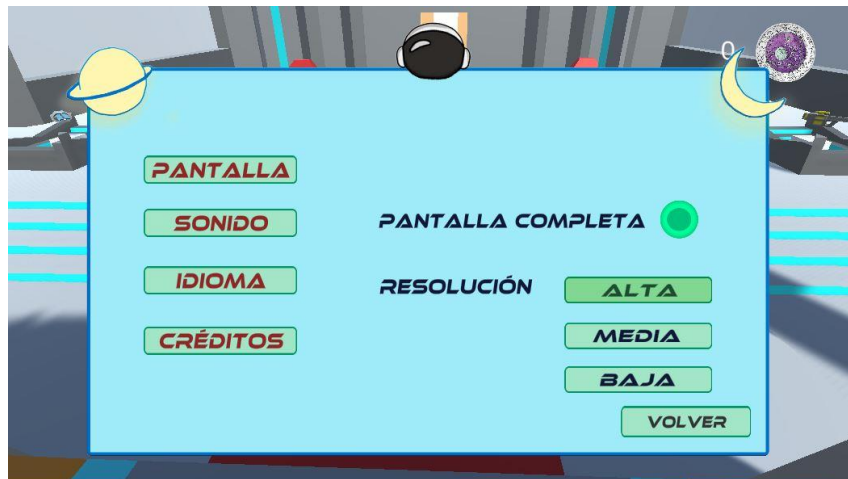 0
PANTALLA
SONIDO
IDIOMA
CRÉDITOS
PANTALLA COMPLETA
RESOLUCIÓN
ALTA
MEDIA
BAJA
VOLVER